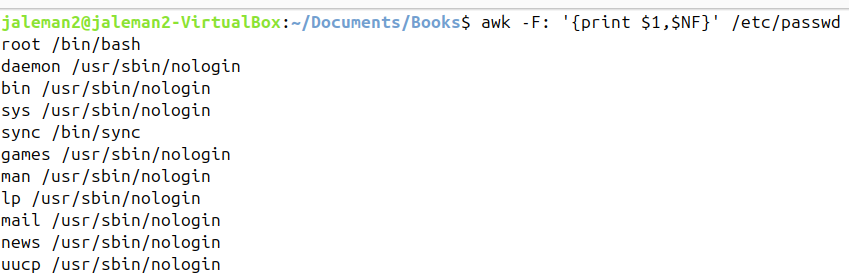 jaleman2@jaleman2-VirtualBox:~/Documents/Books$ awk -F: '{print $1,$NF}' /etc/passwd
root /bin/bash
daemon /usr/sbin/nologin
bin /usr/sbin/nologin
sys /usr/sbin/nologin
sync /bin/sync
games /usr/sbin/nologin
man /usr/sbin/nologin
lp /usr/sbin/nologin
mail /usr/sbin/nologin
news /usr/sbin/nologin
uucp /usr/sbin/nologin